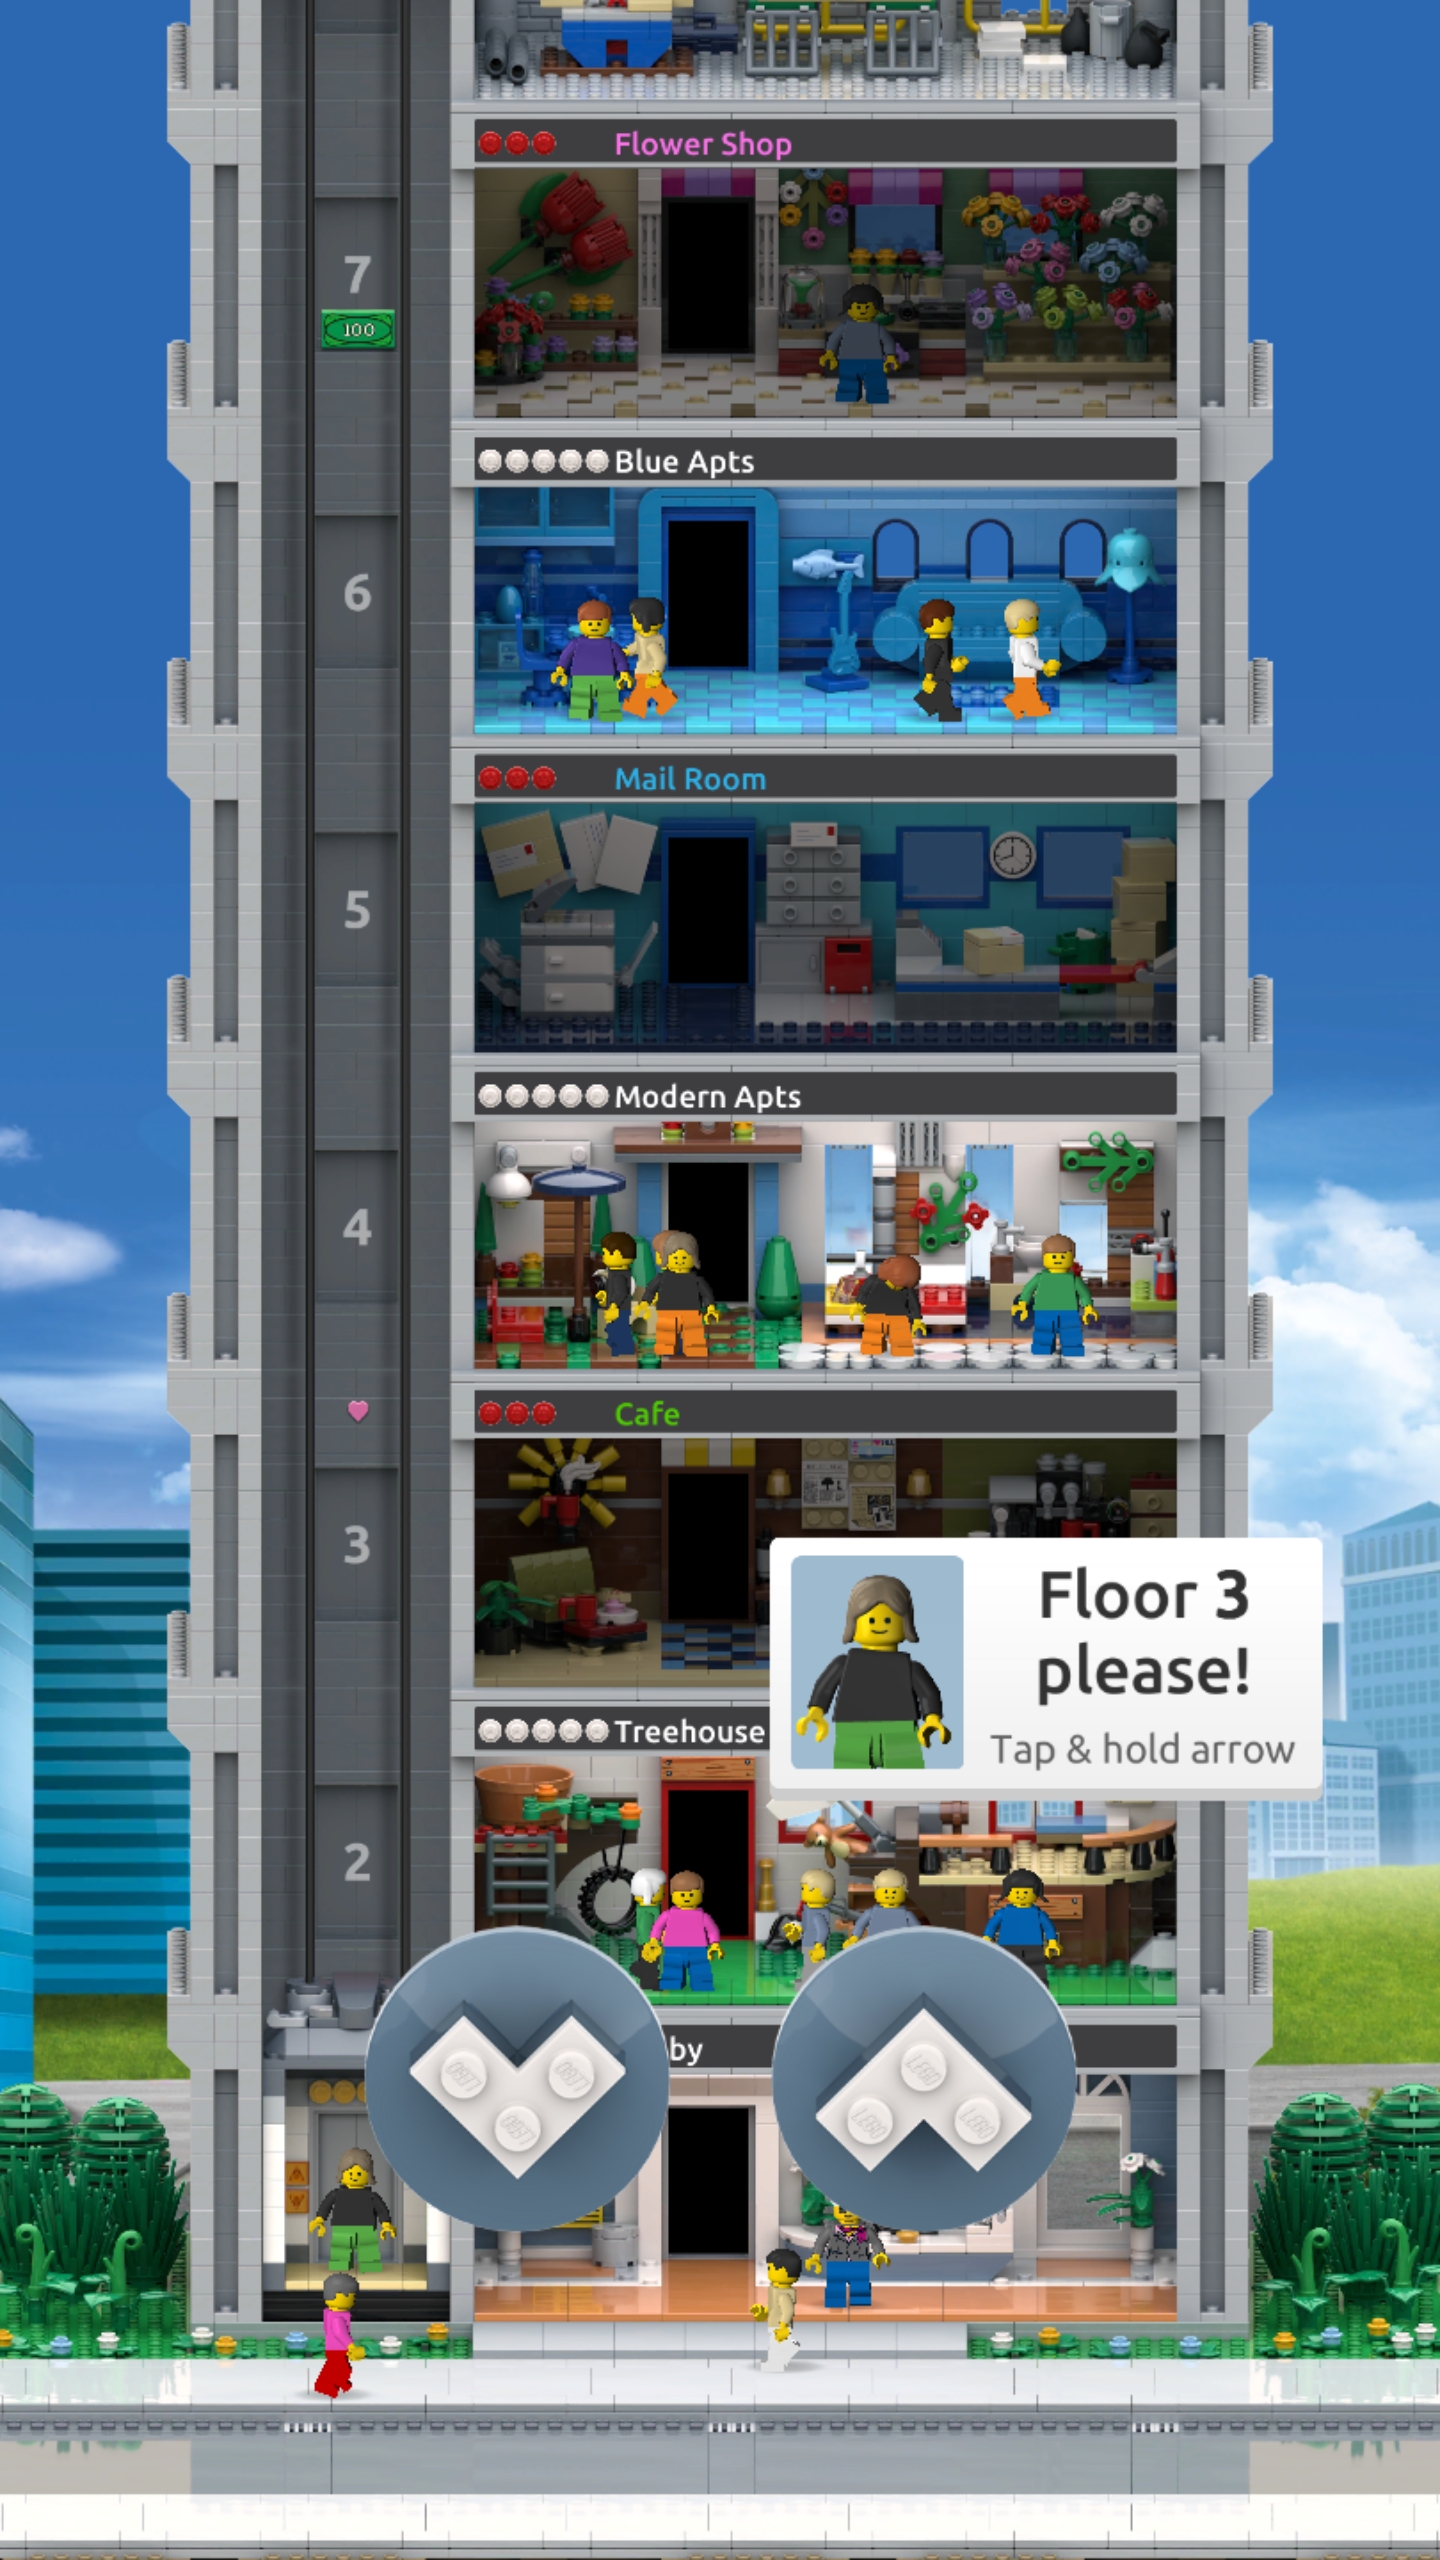 Flower Shop
7
100
Blue Apts
6
Mail Room
5
Modern Apts
4
Cafe
3
Floor 3
please!
Tap & hold arrow
Treehouse
2
by